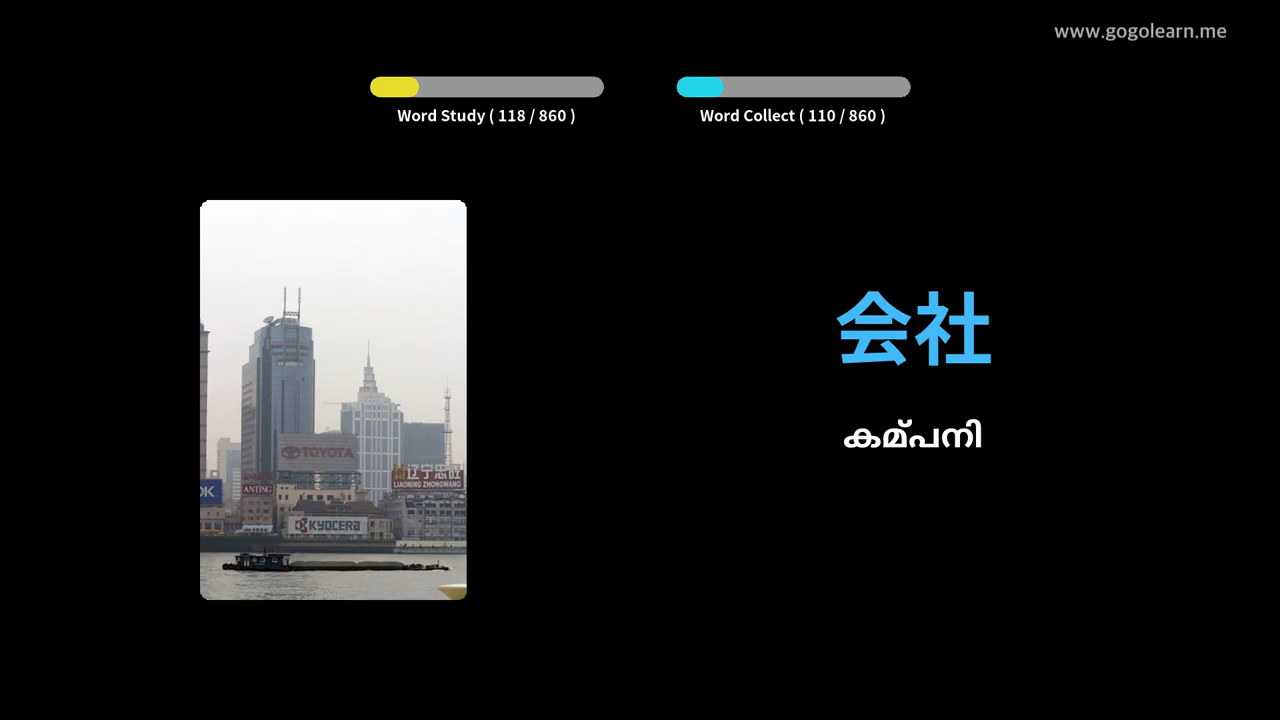 www.gogolearn.me
Word Study ( 118 / 860 )
Word Collect ( 110 / 860 )
会社
കമ്പനി
TOYOTA
辽宁忠旺
LIAONING ZHONGWANG
OK
ANTING
KYOCERA